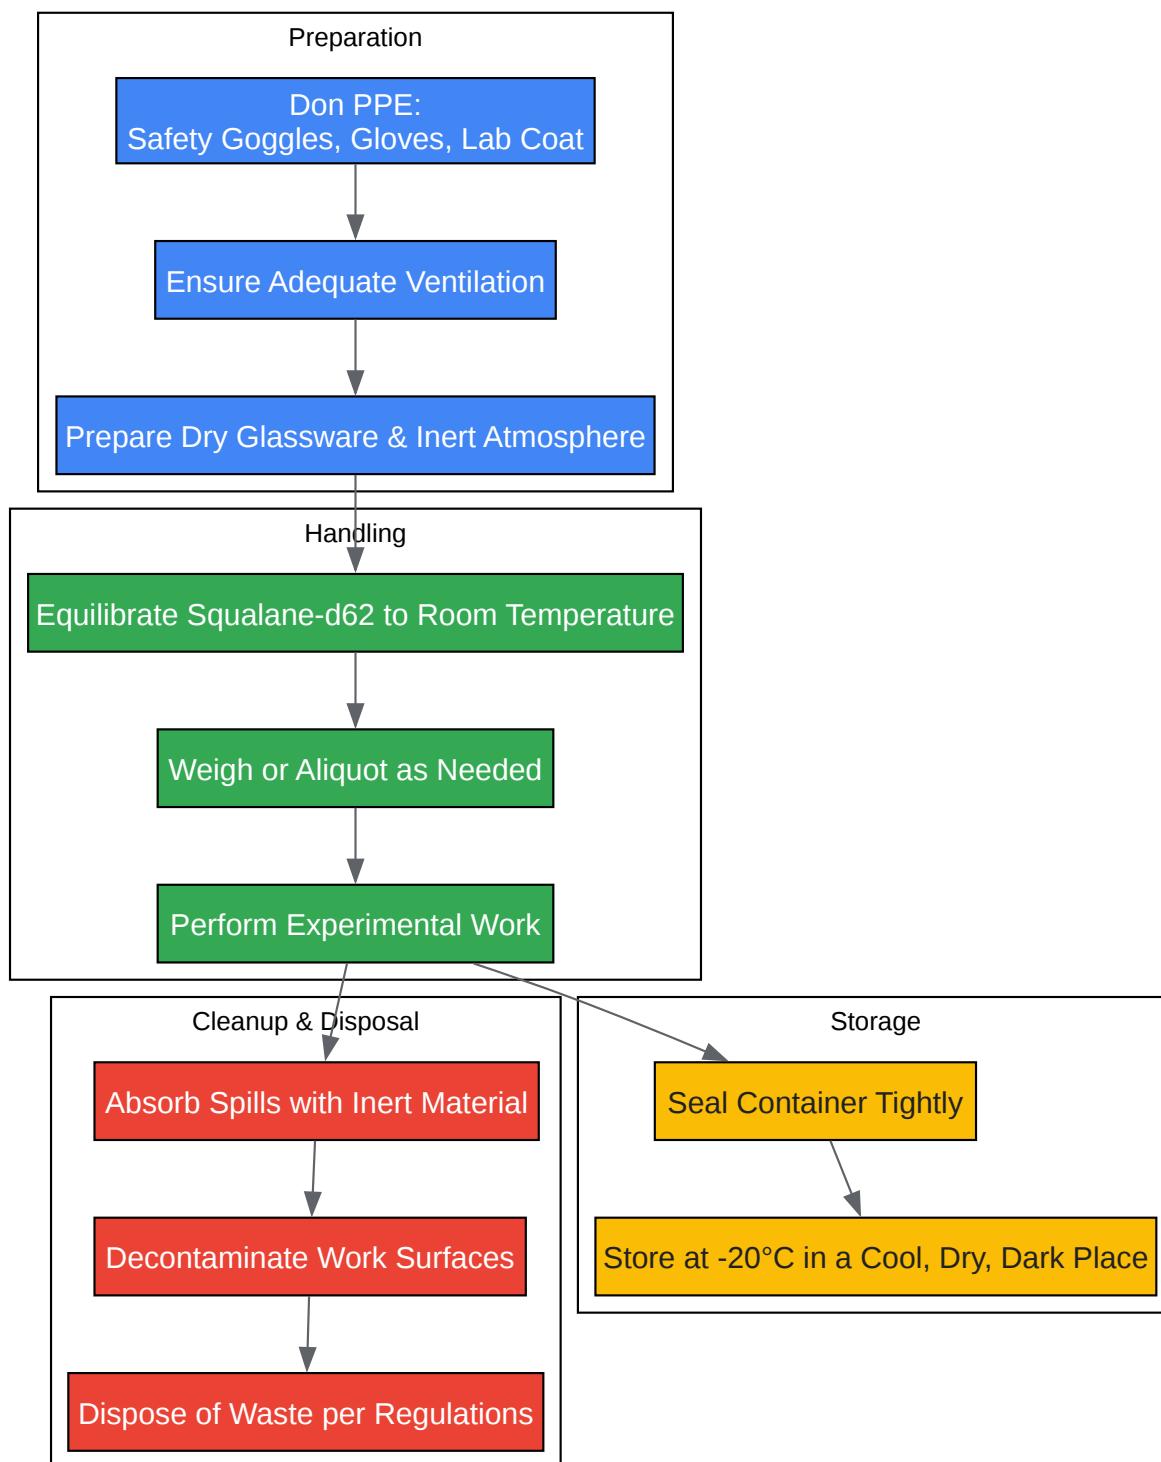 Preparation
Don PPE:
Safety Goggles, Gloves, Lab Coat
Ensure Adequate Ventilation
Prepare Dry Glassware & Inert Atmosphere
Handling
Equilibrate Squalane-d62 to Room Temperature
Weigh or Aliquot as Needed
Perform Experimental Work
Cleanup & Disposal
Absorb Spills with Inert Material
Decontaminate Work Surfaces
Dispose of Waste per Regulations
Storage
Seal Container Tightly
Store at -20°C in a Cool, Dry, Dark Place